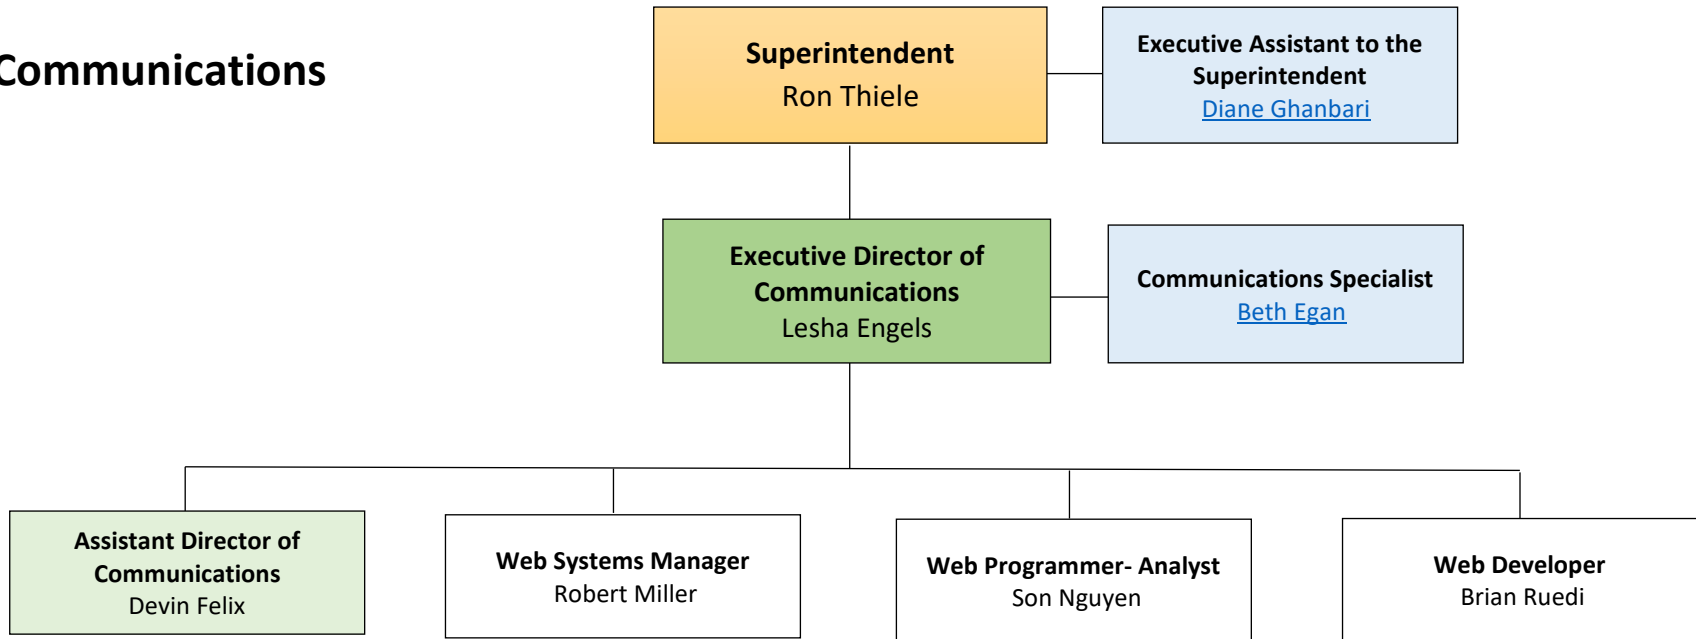 Communications
Superintendent
Ron Thiele
Executive Assistant to the
Superintendent
Diane Ghanbari
Executive Director of
Communications
Lesha Engels
Communications Specialist
Beth Egan
Assistant Director of
Communications
Devin Felix
Web Systems Manager
Robert Miller
Web Programmer- Analyst
Son Nguyen
Web Developer
Brian Ruedi